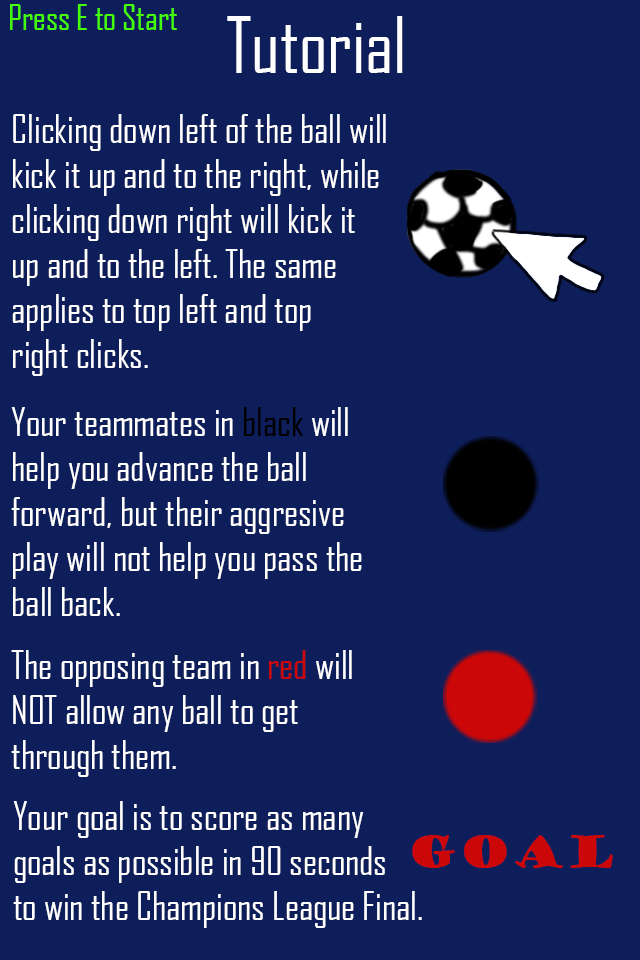 Press E to Start
Tutorial
Clicking down left of the ball will
kick it up and to the right, while
clicking down right will kick it
up and to the left. The same
applies to top left and top
right clicks.
Your teammates in black will
help you advance the ball
forward, but their aggresive
play will not help you pass the
ball back.
The opposing team in red will
NOT allow any ball to get
through them.
Your goal is to score as many
goals as possible in 90 seconds
to win the Champions League Final.
GOAL